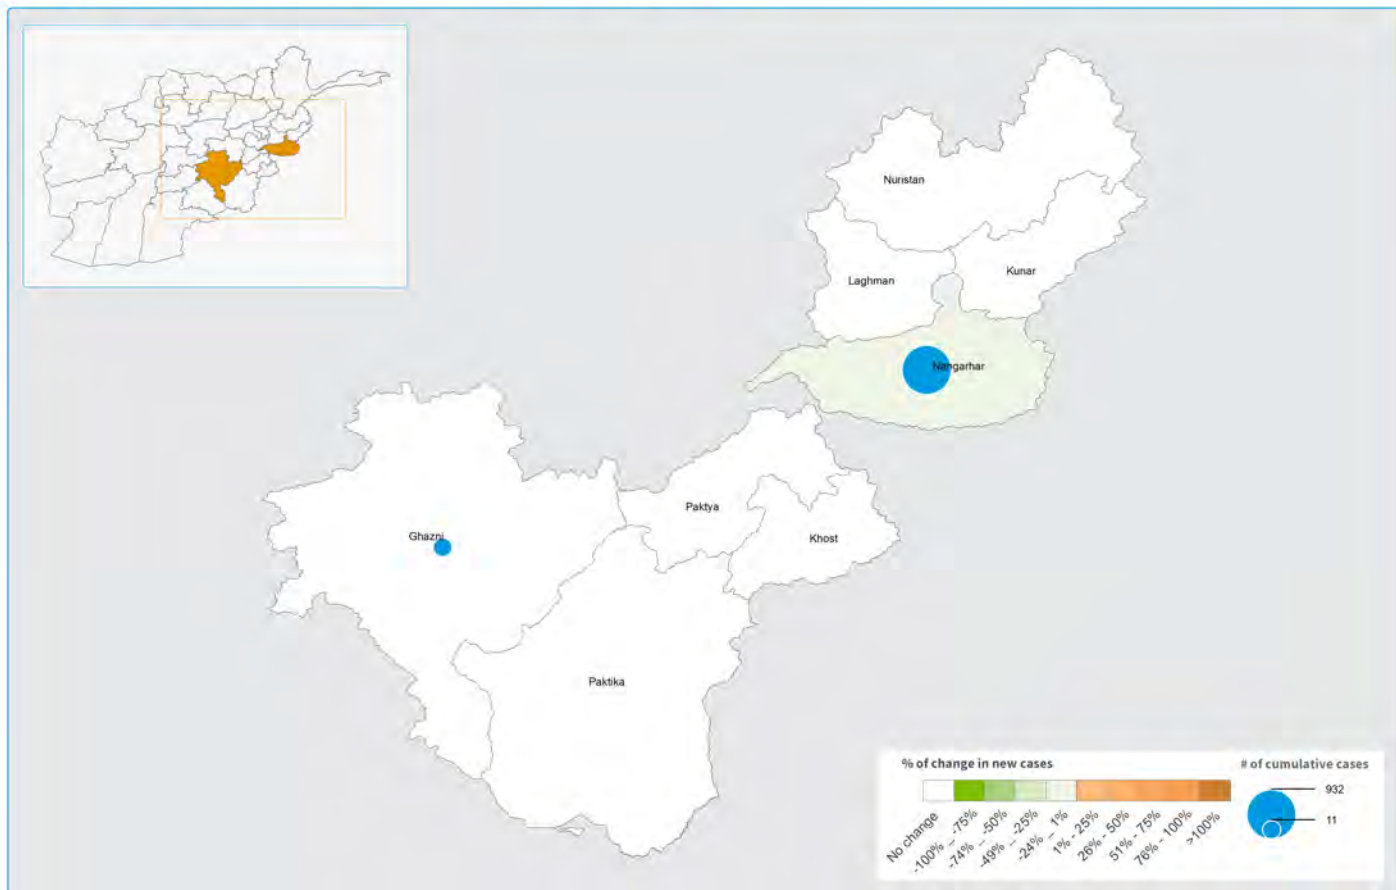 Nuristan
Kunar
Laghman
Nangarhar
Paktya
Ghazni
Khost
Paktika
% of change in new cases
# of cumulative cases
932
11
No change
-100% _ -75%
-74% _ -50%
-49% _ -25%
-24% _ -1%
1% - 25%
26% - 50%
51% - 75%
76% - 100%
>100%